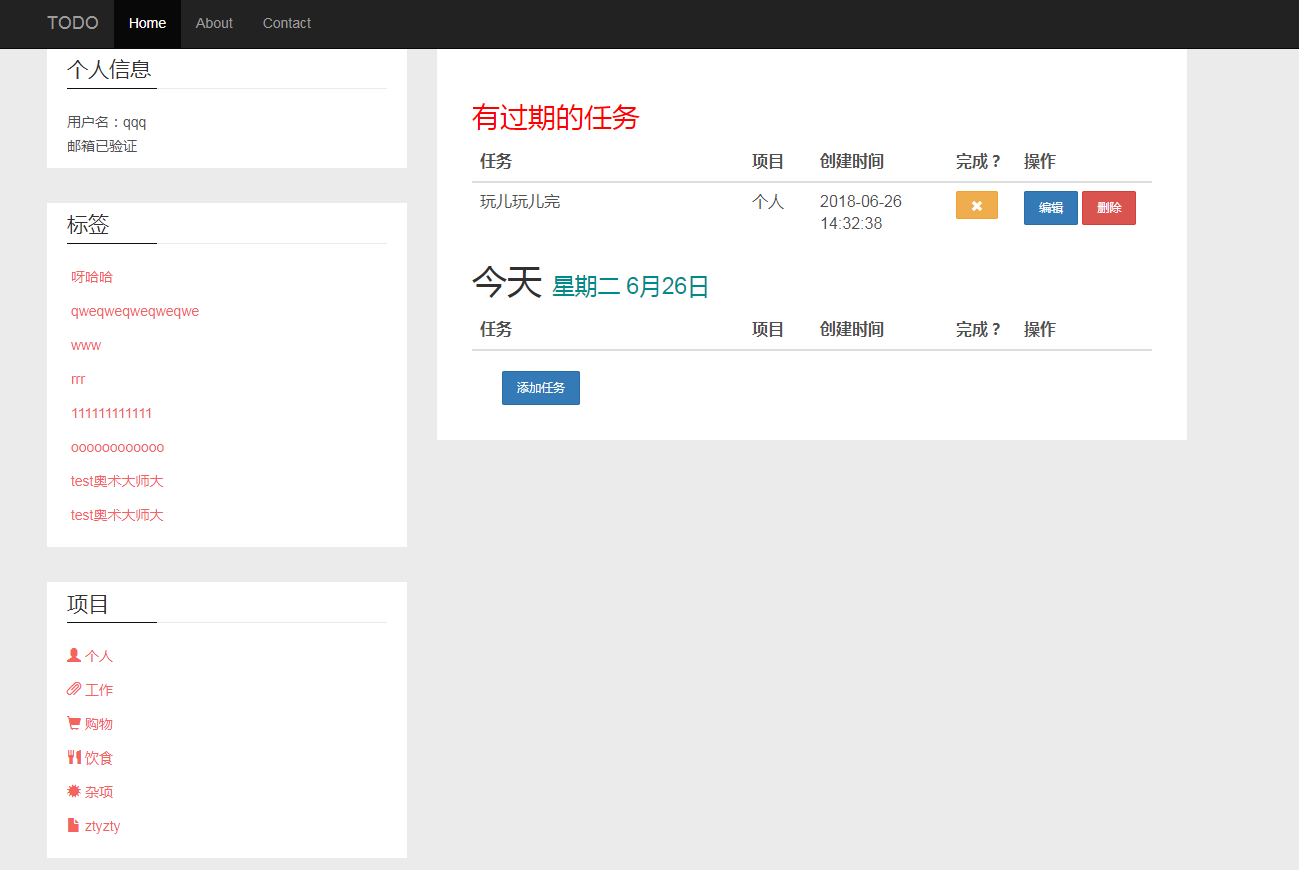 TODO Home About Contact
个人信息
用户名：qqq
邮箱已验证
标签
呀哈哈
qweqweqweqweqwe
www
rrr
111111111111
oooooooooooo
test奥术大师大
test奥术大师大
项目
个人
工作
购物
饮食
杂项
ztyzty
有过期的任务
任务 项目 创建时间 完成？ 操作
玩儿玩儿完 个人 2018-06-26 编辑 删除
14:32:38
今天 星期二 6月26日
任务 项目 创建时间 完成？ 操作
添加任务